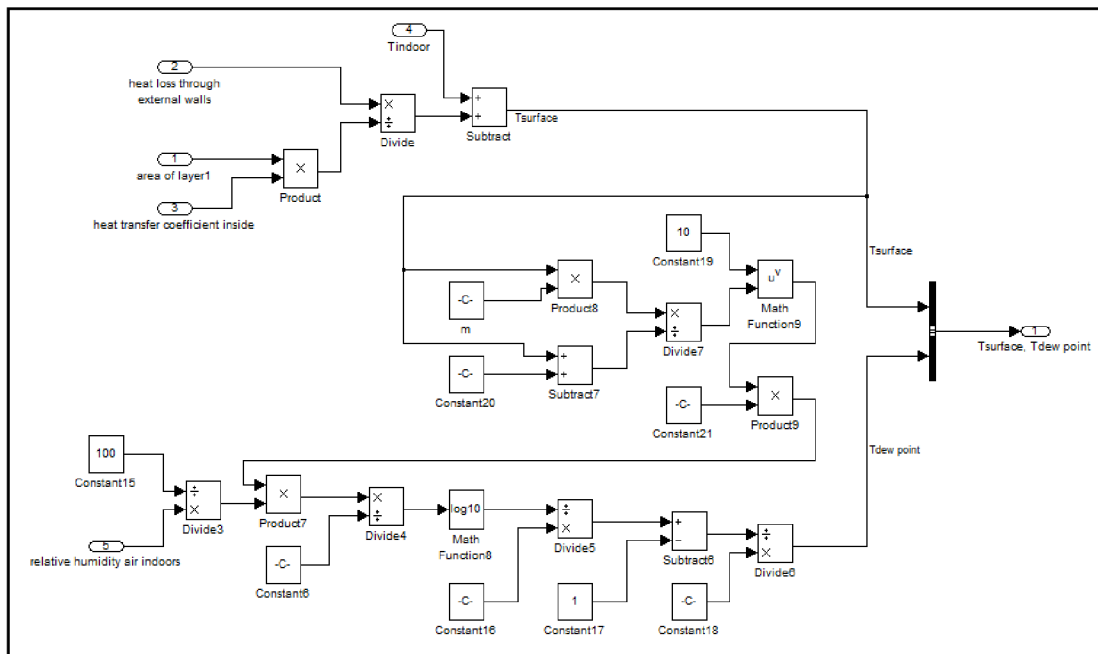 4
Tindoor
2
heat loss through
external walls
×
÷
Divide
+
+
Subtract
Tsurface
1
area of layer1
×
Product
3
heat transfer coefficient inside
10
Constant19
Tsurface
-C-
m
×
Product8
×
÷
Divide7
u^v
Math
Function9
1
Tsurface, Tdew point
-C-
Constant20
+
+
Subtract7
-C-
Constant21
×
Product9
Tdew point
100
Constant15
÷
×
Divide3
×
Product7
×
÷
Divide4
log10
Math
Function8
÷
×
Divide5
+
−
Subtract6
÷
×
Divide6
5
relative humidity air indoors
-C-
Constant6
-C-
Constant16
1
Constant17
-C-
Constant18